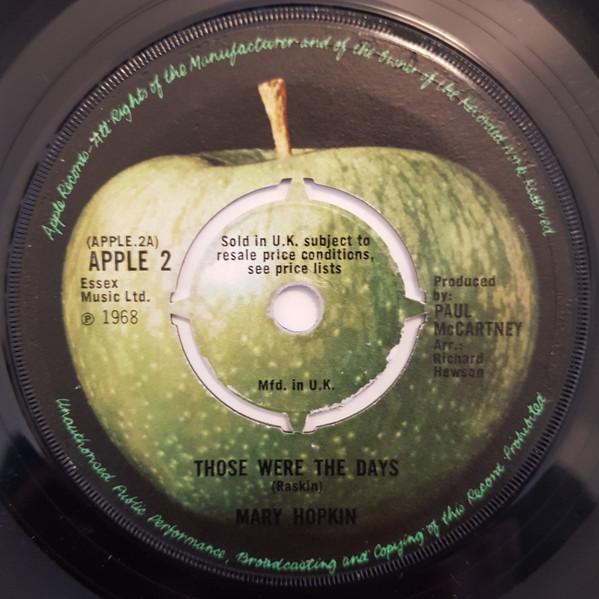 Apple Records - All Rights of the Manufacturer and of the Owner of the Recorded Work Reserved
(APPLE.2A)
APPLE 2
Essex
Music Ltd.
℗ 1968
Sold in U.K. subject to
resale price conditions,
see price lists
Produced
by:
PAUL
McCARTNEY
Arr.:
Richard
Hewson
Mfd. in U.K.
THOSE WERE THE DAYS
(Raskin)
MARY HOPKIN
Unauthorised Public Performance, Broadcasting and Copying of this Record Prohibited